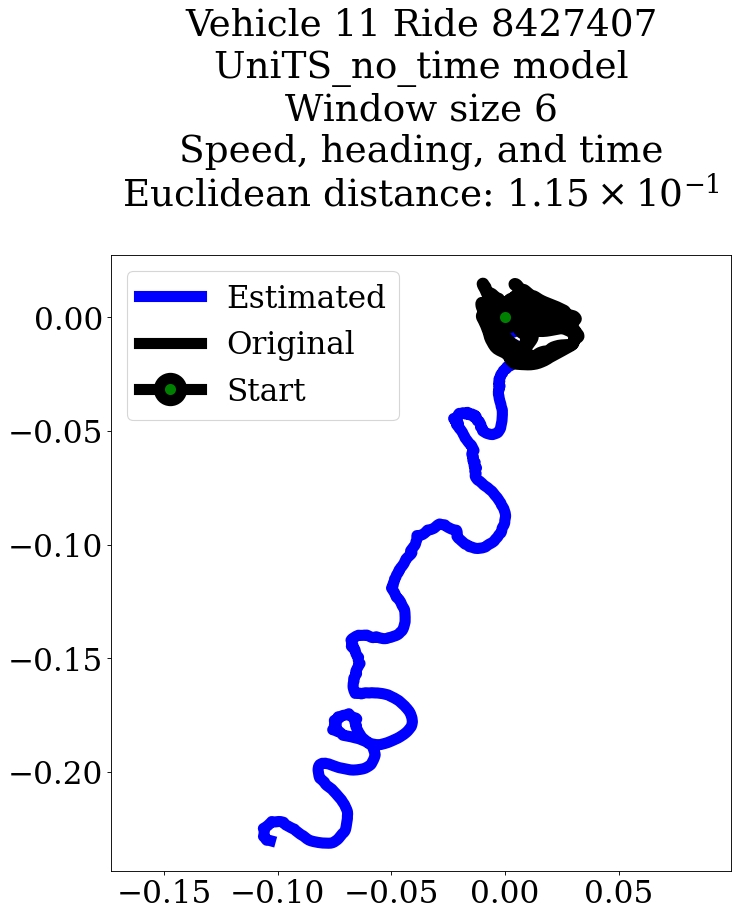 Vehicle 11 Ride 8427407
UniTS_no_time model
Window size 6
Speed, heading, and time
Euclidean distance: 1.15 × 10⁻¹
Estimated
Original
Start
0.00
−0.05
−0.10
−0.15
−0.20
−0.15 −0.10 −0.05 0.00 0.05